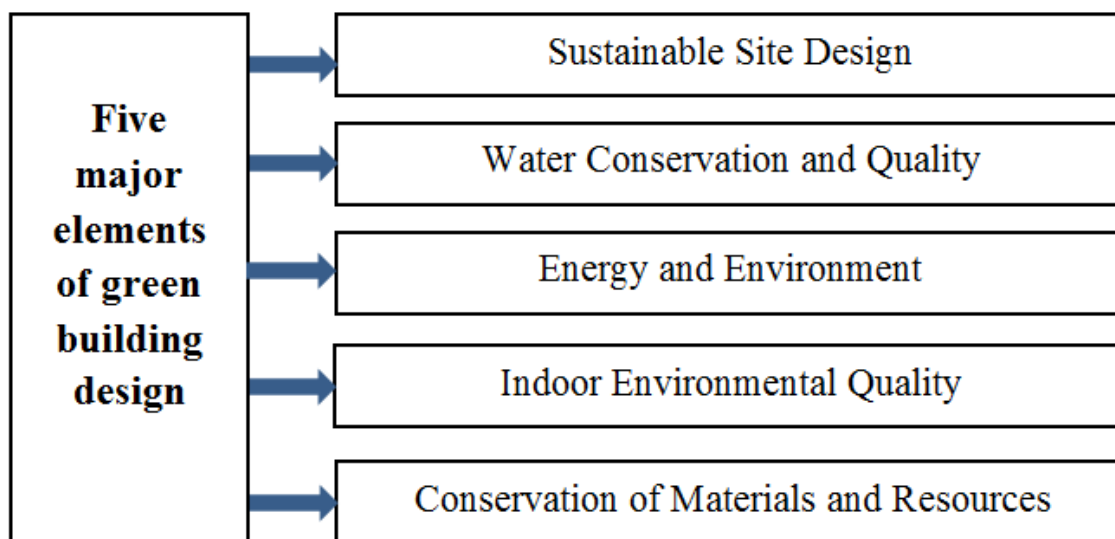 Five
major
elements
of green
building
design
Sustainable Site Design
Water Conservation and Quality
Energy and Environment
Indoor Environmental Quality
Conservation of Materials and Resources